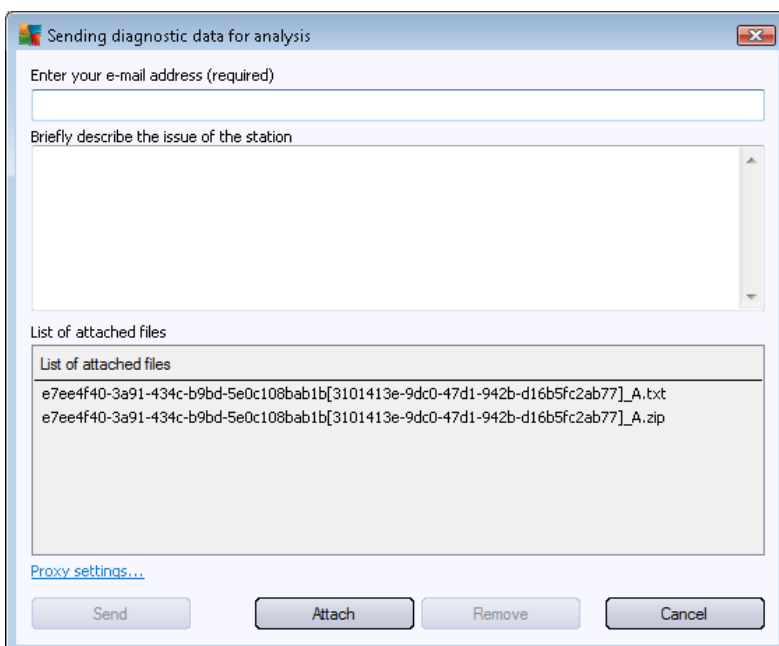 Sending diagnostic data for analysis
Enter your e-mail address (required)
Briefly describe the issue of the station
List of attached files
List of attached files
e7ee4f40-3a91-434c-b9bd-5e0c108bab1b[3101413e-9dc0-47d1-942b-d16b5fc2ab77]_A.txt
e7ee4f40-3a91-434c-b9bd-5e0c108bab1b[3101413e-9dc0-47d1-942b-d16b5fc2ab77]_A.zip
Proxy settings...
Send Attach Remove Cancel